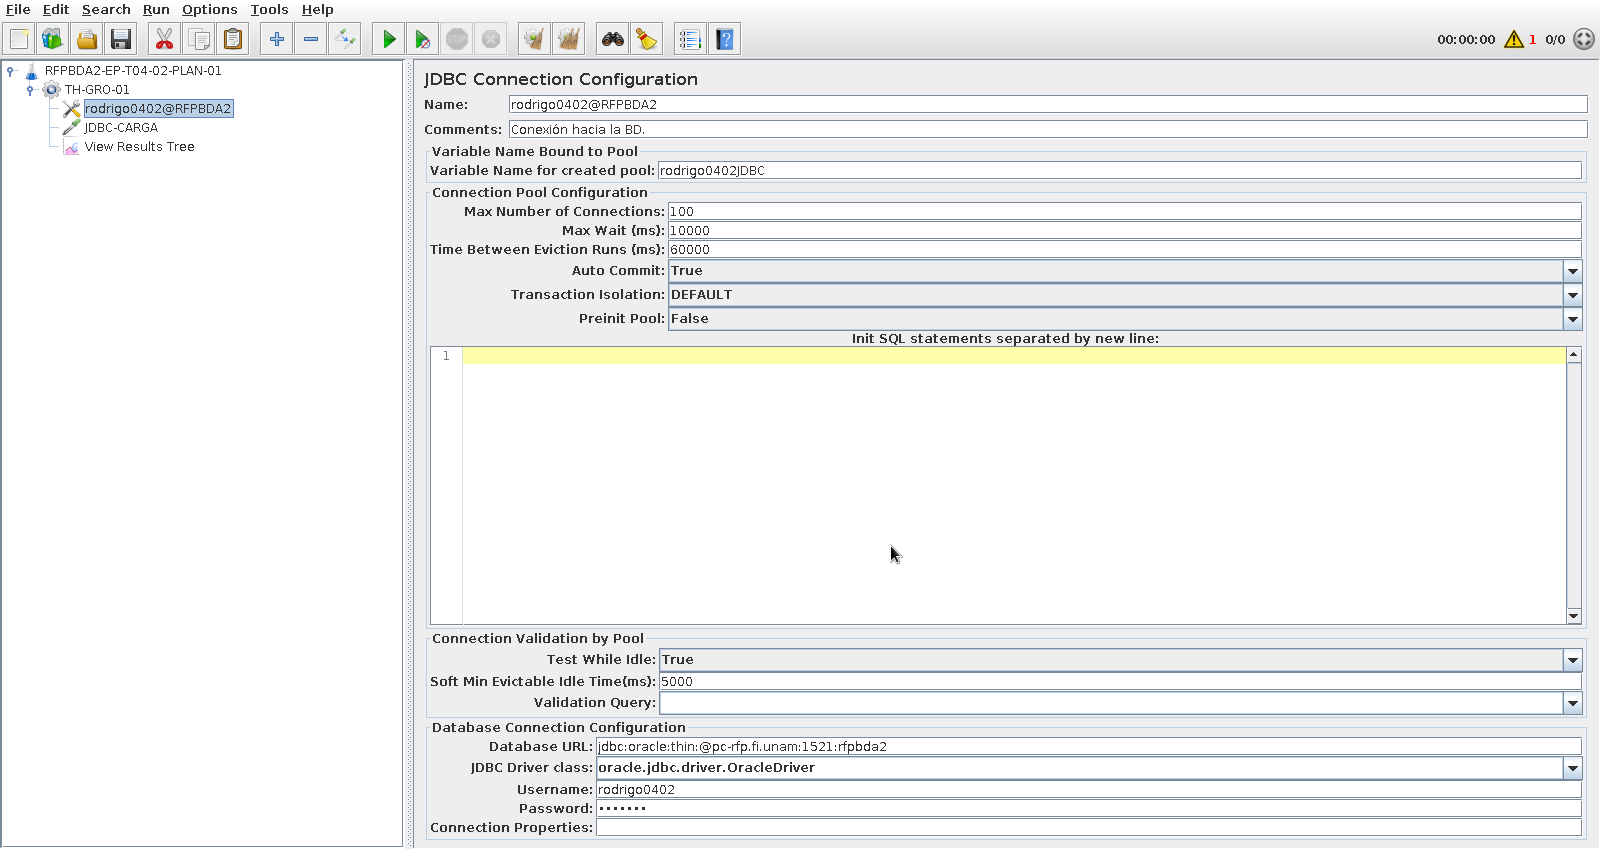 File Edit Search Run Options Tools Help
00:00:00 1 0/0
RFPBDA2-EP-T04-02-PLAN-01
TH-GRO-01
rodrigo0402@RFPBDA2
JDBC-CARGA
View Results Tree
JDBC Connection Configuration
Name: rodrigo0402@RFPBDA2
Comments: Conexión hacia la BD.
Variable Name Bound to Pool
Variable Name for created pool: rodrigo0402JDBC
Connection Pool Configuration
Max Number of Connections: 100
Max Wait (ms): 10000
Time Between Eviction Runs (ms): 60000
Auto Commit: True
Transaction Isolation: DEFAULT
Preinit Pool: False
Init SQL statements separated by new line:
1
Connection Validation by Pool
Test While Idle: True
Soft Min Evictable Idle Time(ms): 5000
Validation Query:
Database Connection Configuration
Database URL: jdbc:oracle:thin:@pc-rfp.fi.unam:1521:rfpbda2
JDBC Driver class: oracle.jdbc.driver.OracleDriver
Username: rodrigo0402
Password: •••••••
Connection Properties: